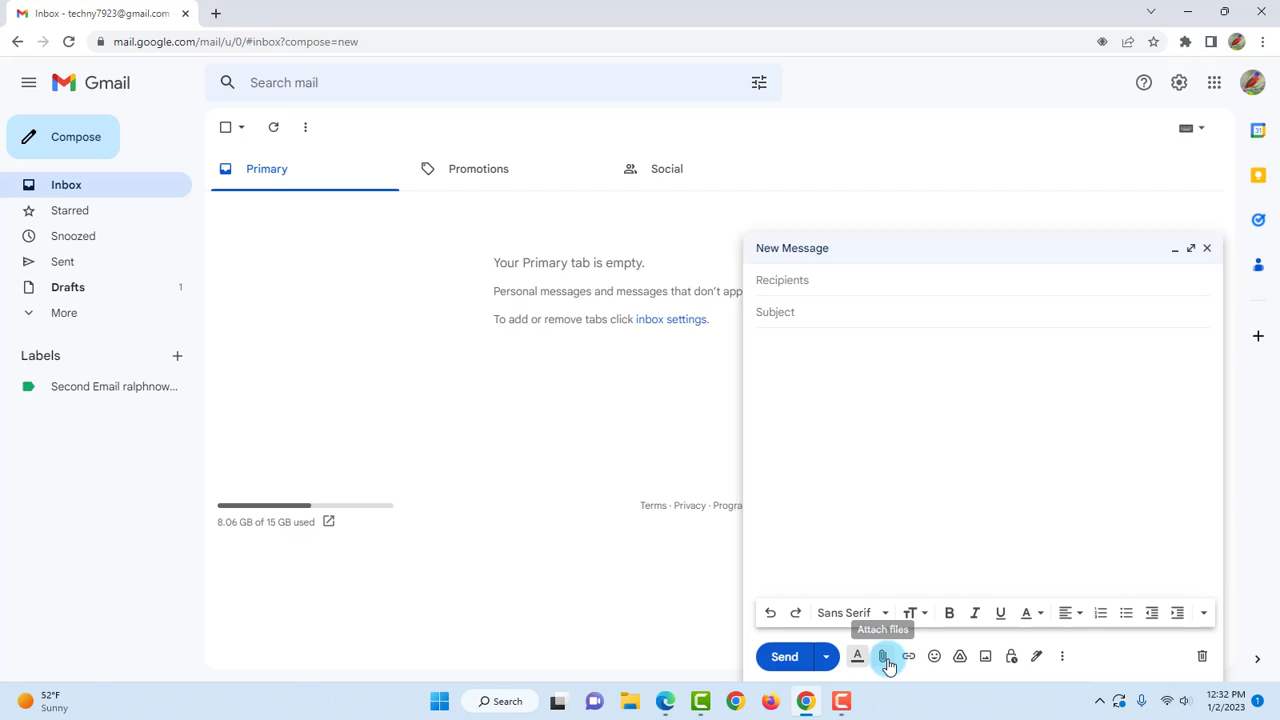 Inbox - techny7923@gmail.com
mail.google.com/mail/u/0/#inbox?compose=new
Gmail
Search mail
Compose
Primary
Promotions
Social
Inbox
Starred
Snoozed
Sent
Drafts 1
More
Labels
Second Email ralphnow...
Your Primary tab is empty.
Personal messages and messages that don't app
To add or remove tabs click inbox settings.
8.06 GB of 15 GB used
Terms · Privacy · Progra
New Message
Recipients
Subject
Sans Serif
Attach files
Send
31
52°F
Sunny
Search
12:32 PM
1/2/2023
1